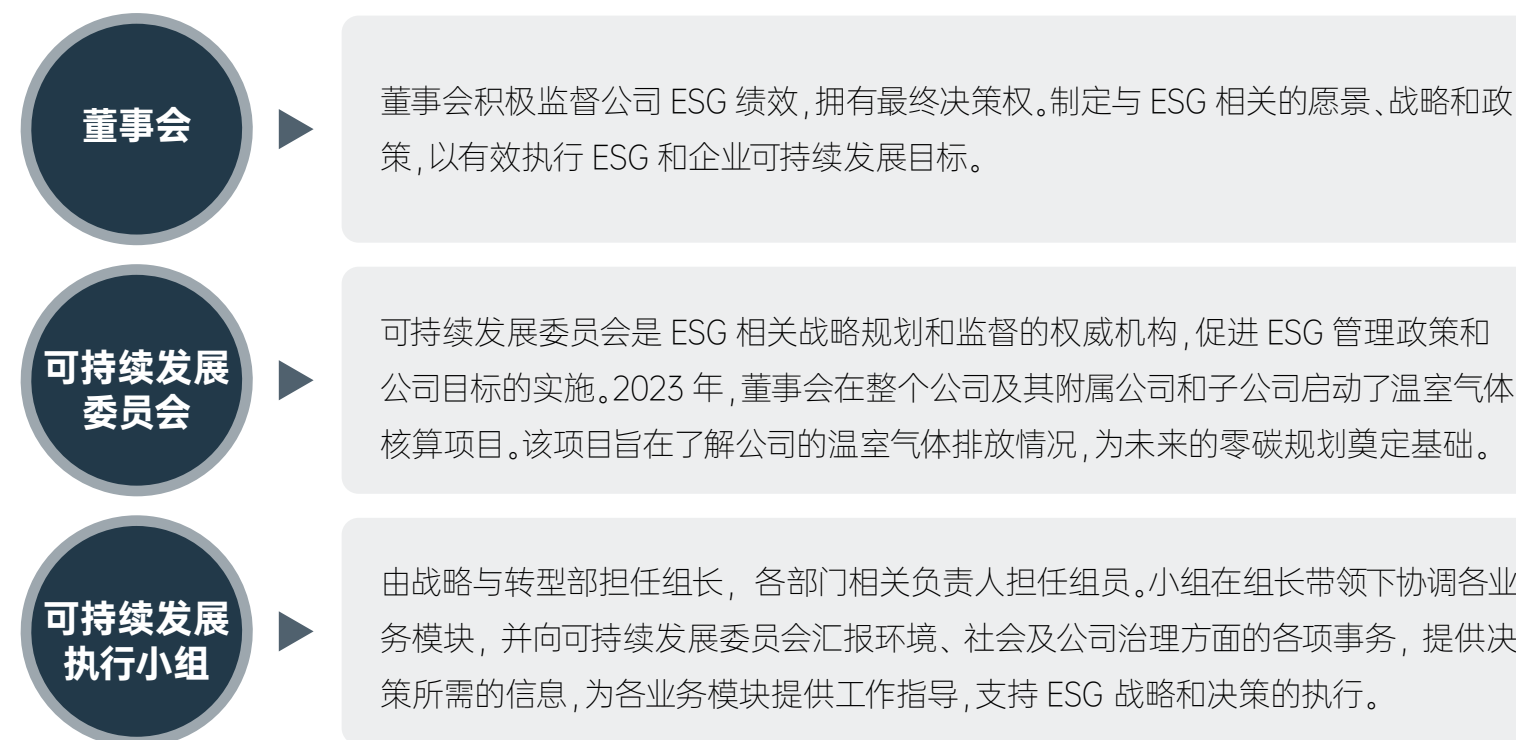 董事会
董事会积极监督公司 ESG 绩效,拥有最终决策权。制定与 ESG 相关的愿景、战略和政
策,以有效执行 ESG 和企业可持续发展目标。
可持续发展
委员会
可持续发展委员会是 ESG 相关战略规划和监督的权威机构,促进 ESG 管理政策和
公司目标的实施。2023 年,董事会在整个公司及其附属公司和子公司启动了温室气体
核算项目。该项目旨在了解公司的温室气体排放情况,为未来的零碳规划奠定基础。
可持续发展
执行小组
由战略与转型部担任组长, 各部门相关负责人担任组员。小组在组长带领下协调各业
务模块, 并向可持续发展委员会汇报环境、社会及公司治理方面的各项事务, 提供决
策所需的信息,为各业务模块提供工作指导,支持 ESG 战略和决策的执行。